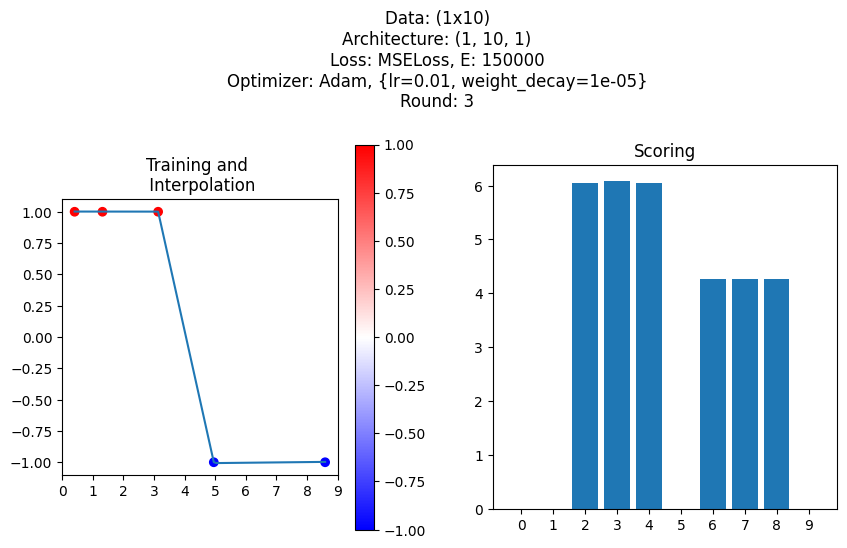 Data: (1x10)
Architecture: (1, 10, 1)
Loss: MSELoss, E: 150000
Optimizer: Adam, {lr=0.01, weight_decay=1e-05}
Round: 3
Training and
Interpolation
1.00
0.75
0.50
0.25
0.00
−0.25
−0.50
−0.75
−1.00
0 1 2 3 4 5 6 7 8 9
1.00
0.75
0.50
0.25
0.00
−0.25
−0.50
−0.75
−1.00
Scoring
6
5
4
3
2
1
0
0 1 2 3 4 5 6 7 8 9